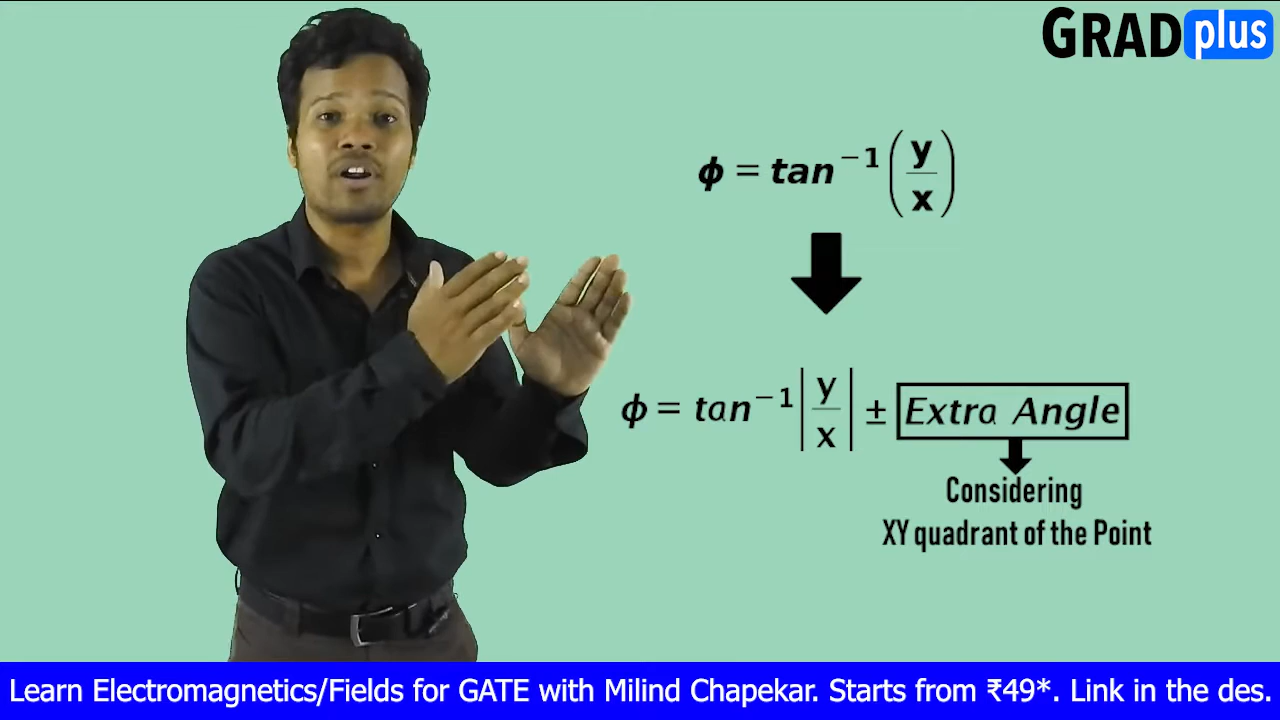 GRADplus
ϕ = tan⁻¹(y/x)
ϕ = tan⁻¹|y/x| ± Extra Angle
Considering
XY quadrant of the Point
Learn Electromagnetics/Fields for GATE with Milind Chapekar. Starts from ₹49*. Link in the des.